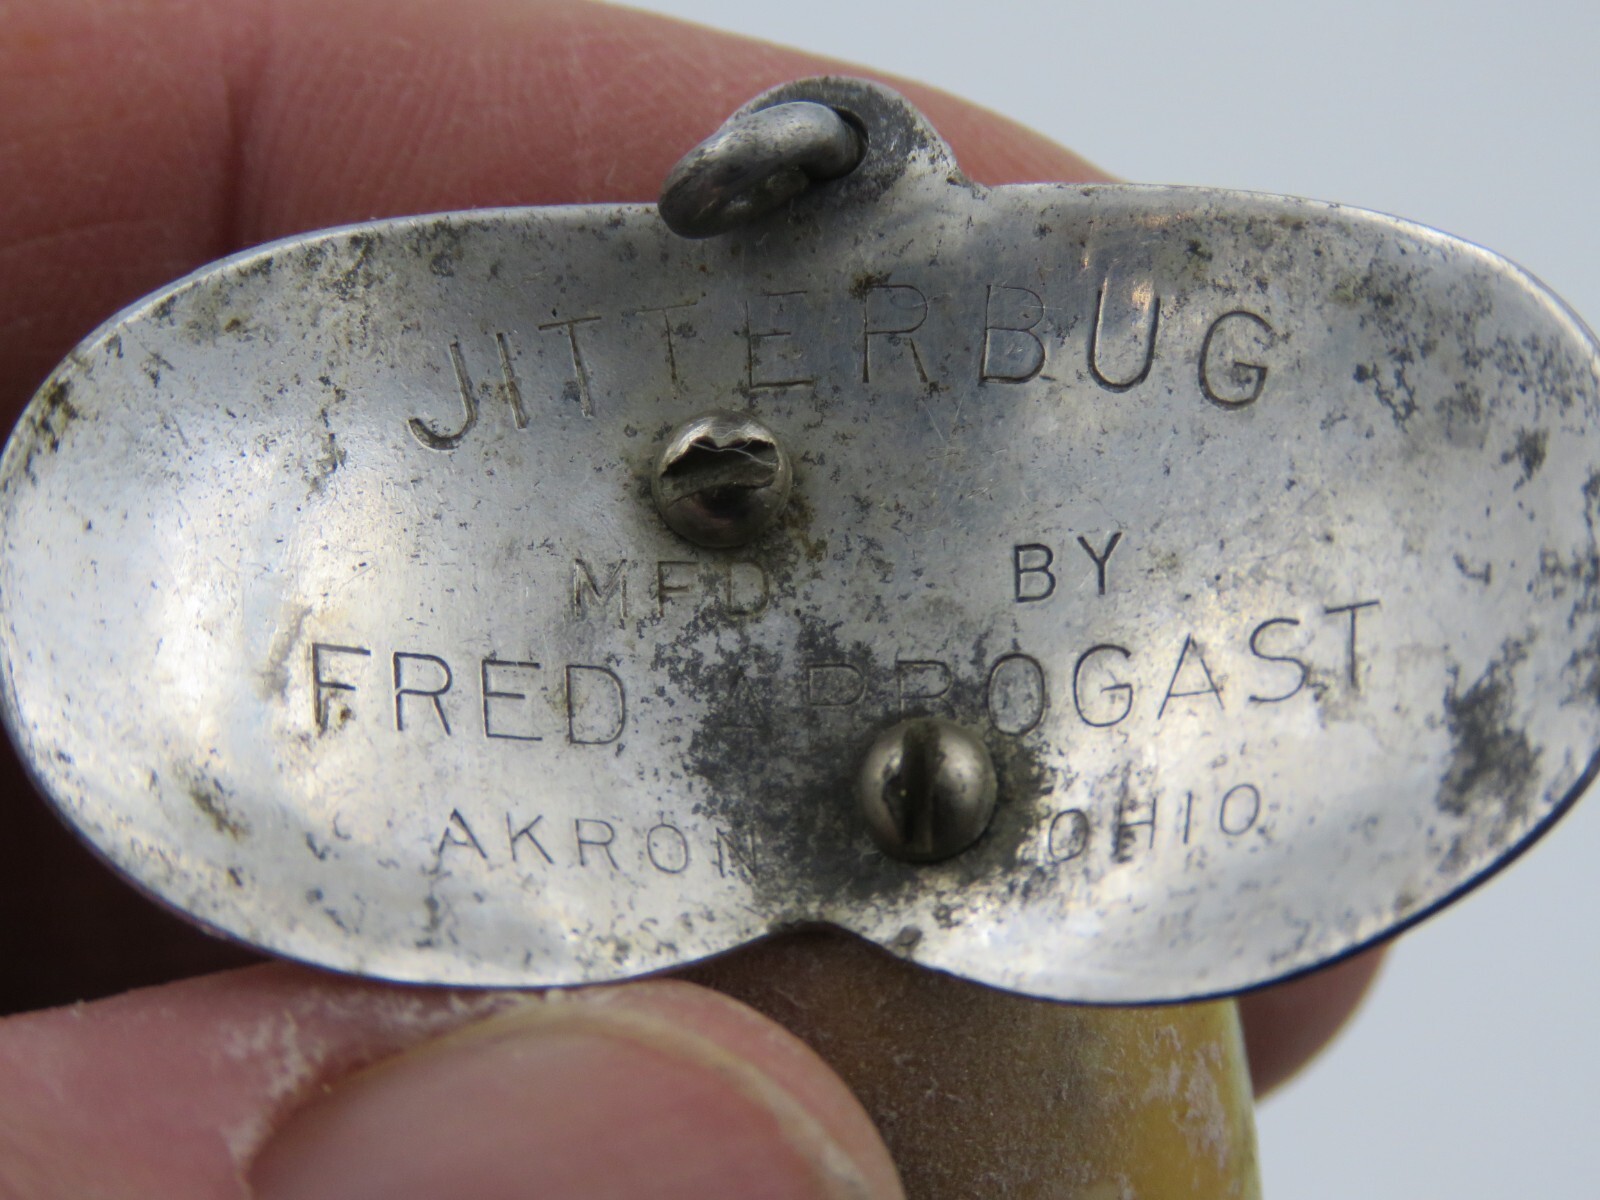 JITTERBUG
MFD BY
FRED ARBOGAST
AKRON OHIO